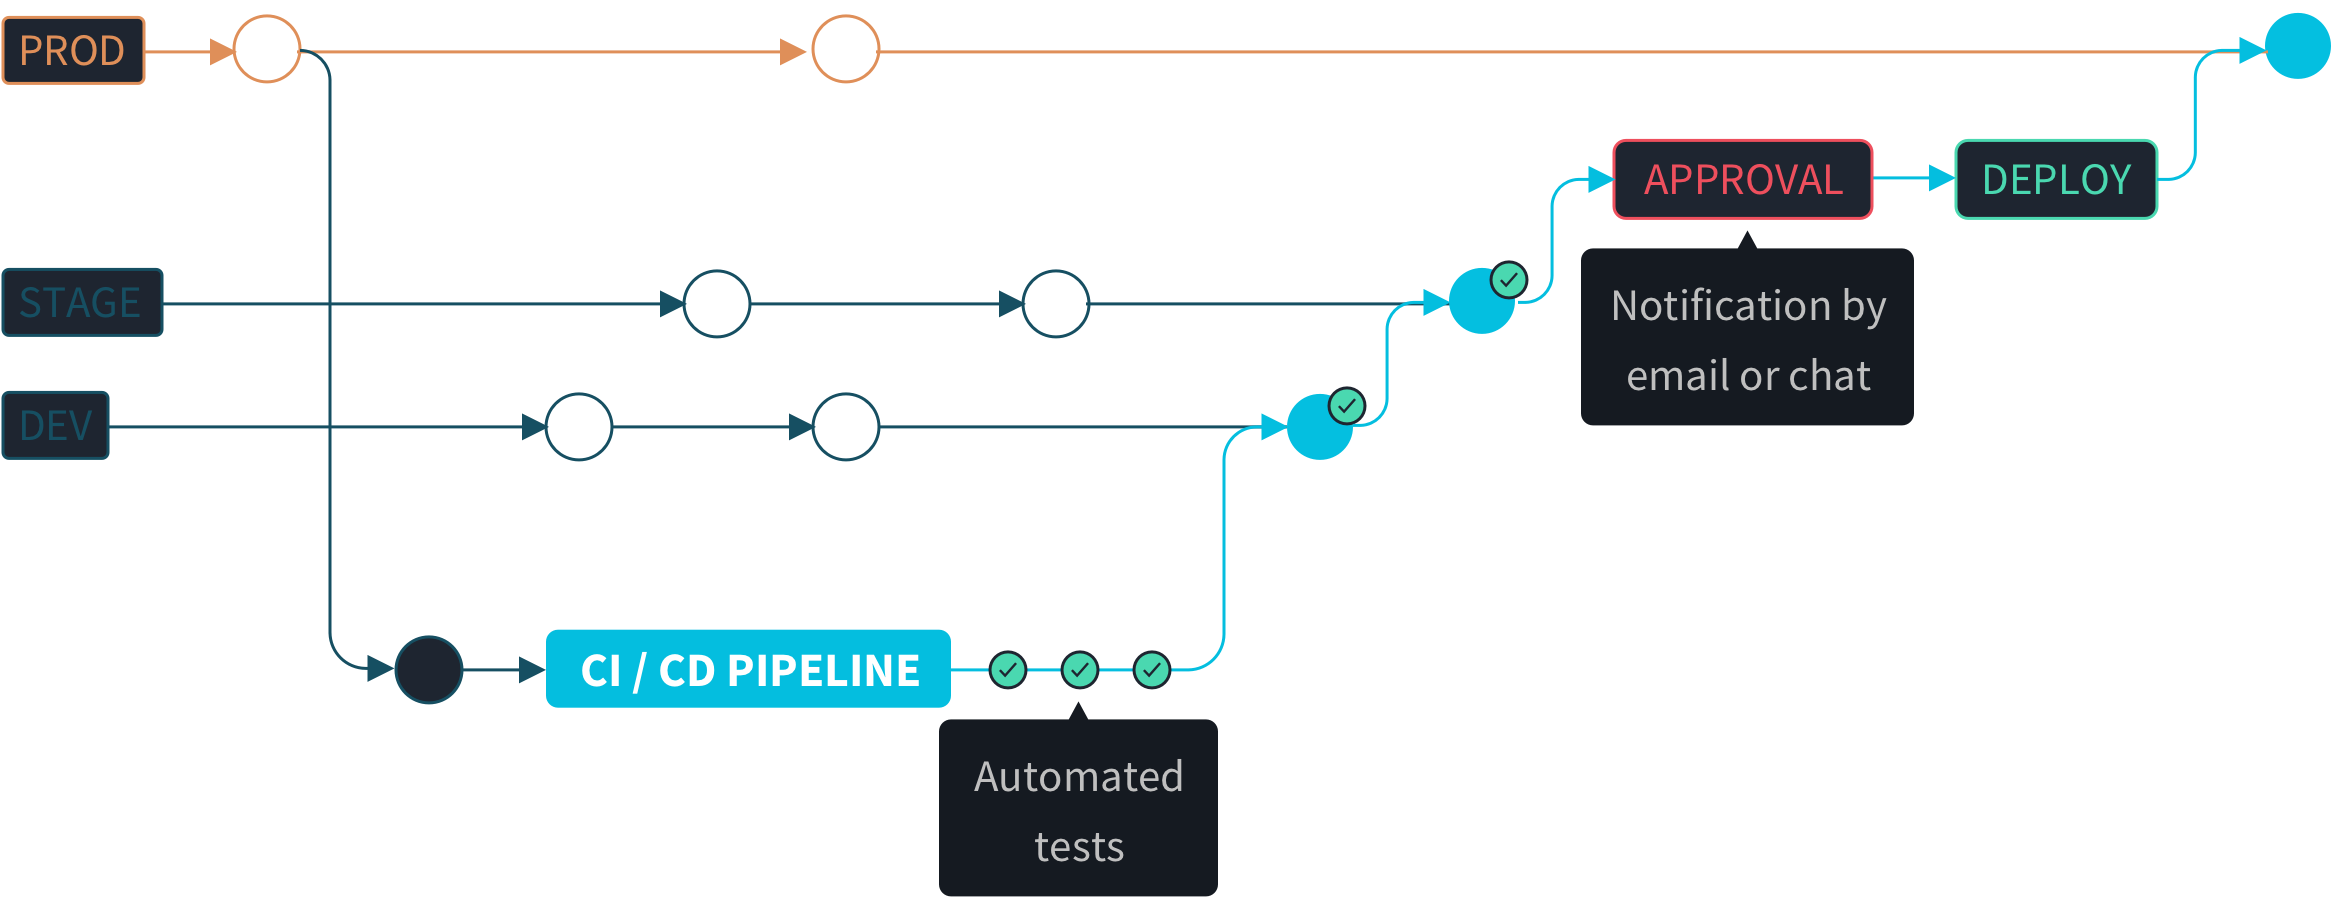 PROD
APPROVAL
DEPLOY
STAGE
Notification by
email or chat
DEV
CI / CD PIPELINE
Automated
tests